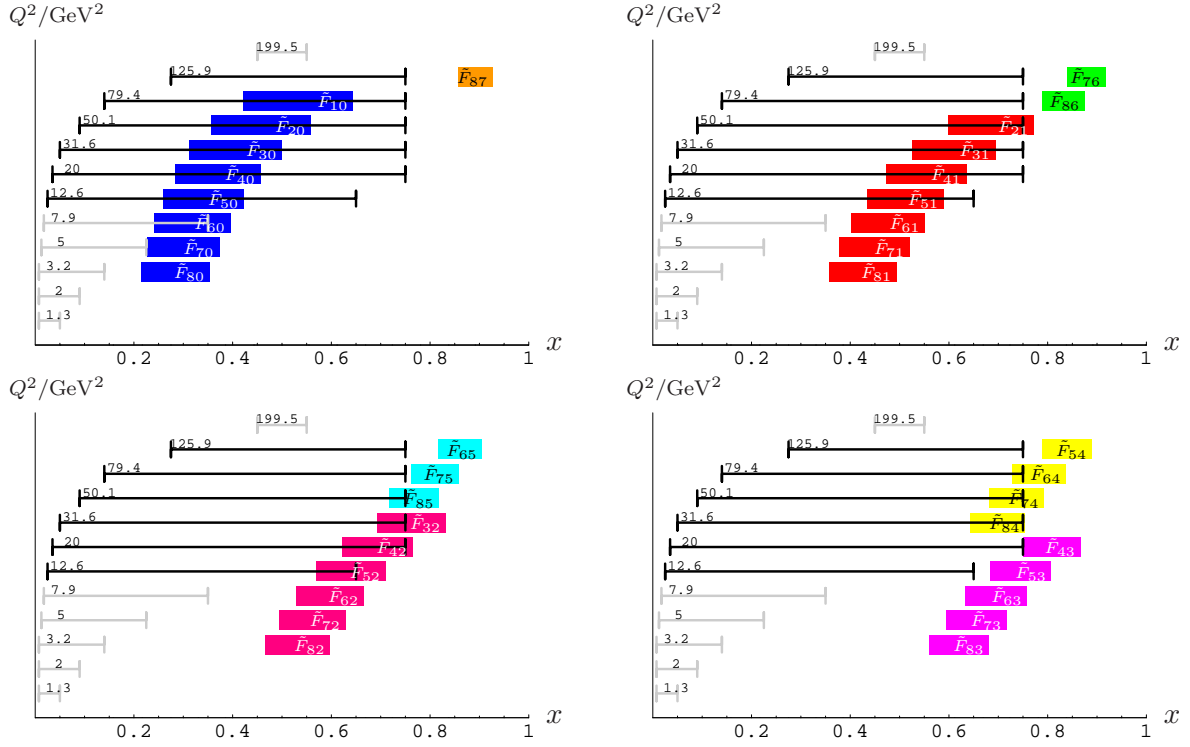 Q²/GeV²
199.5
125.9 F̃₈₇
79.4 F̃₁₀
50.1 F̃₂₀
31.6 F̃₃₀
20 F̃₄₀
12.6 F̃₅₀
7.9 F̃₆₀
5 F̃₇₀
3.2 F̃₈₀
2
1.3
0.2 0.4 0.6 0.8 1 x
Q²/GeV²
199.5
125.9 F̃₇₆
79.4 F̃₈₆
50.1 F̃₂₁
31.6 F̃₃₁
20 F̃₄₁
12.6 F̃₅₁
7.9 F̃₆₁
5 F̃₇₁
3.2 F̃₈₁
2
1.3
0.2 0.4 0.6 0.8 1 x
Q²/GeV²
199.5
125.9 F̃₆₅
79.4 F̃₇₅
50.1 F̃₈₅
31.6 F̃₃₂
20 F̃₄₂
12.6 F̃₅₂
7.9 F̃₆₂
5 F̃₇₂
3.2 F̃₈₂
2
1.3
0.2 0.4 0.6 0.8 1 x
Q²/GeV²
199.5
125.9 F̃₅₄
79.4 F̃₆₄
50.1 F̃₇₄
31.6 F̃₈₄
20 F̃₄₃
12.6 F̃₅₃
7.9 F̃₆₃
5 F̃₇₃
3.2 F̃₈₃
2
1.3
0.2 0.4 0.6 0.8 1 x